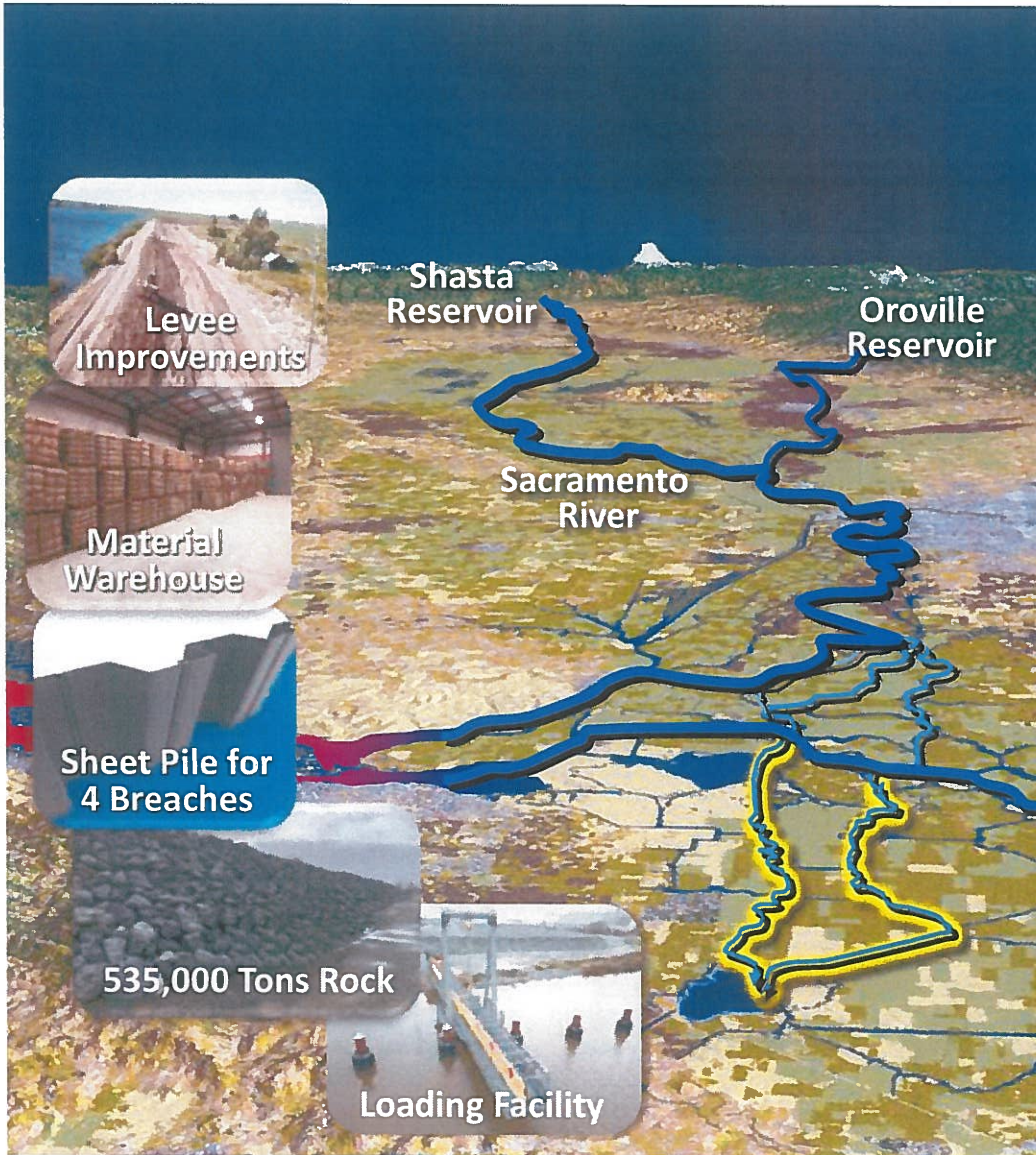 Levee
Improvements
Shasta
Reservoir
Oroville
Reservoir
Material
Warehouse
Sacramento
River
Sheet Pile for
4 Breaches
535,000 Tons Rock
Loading Facility